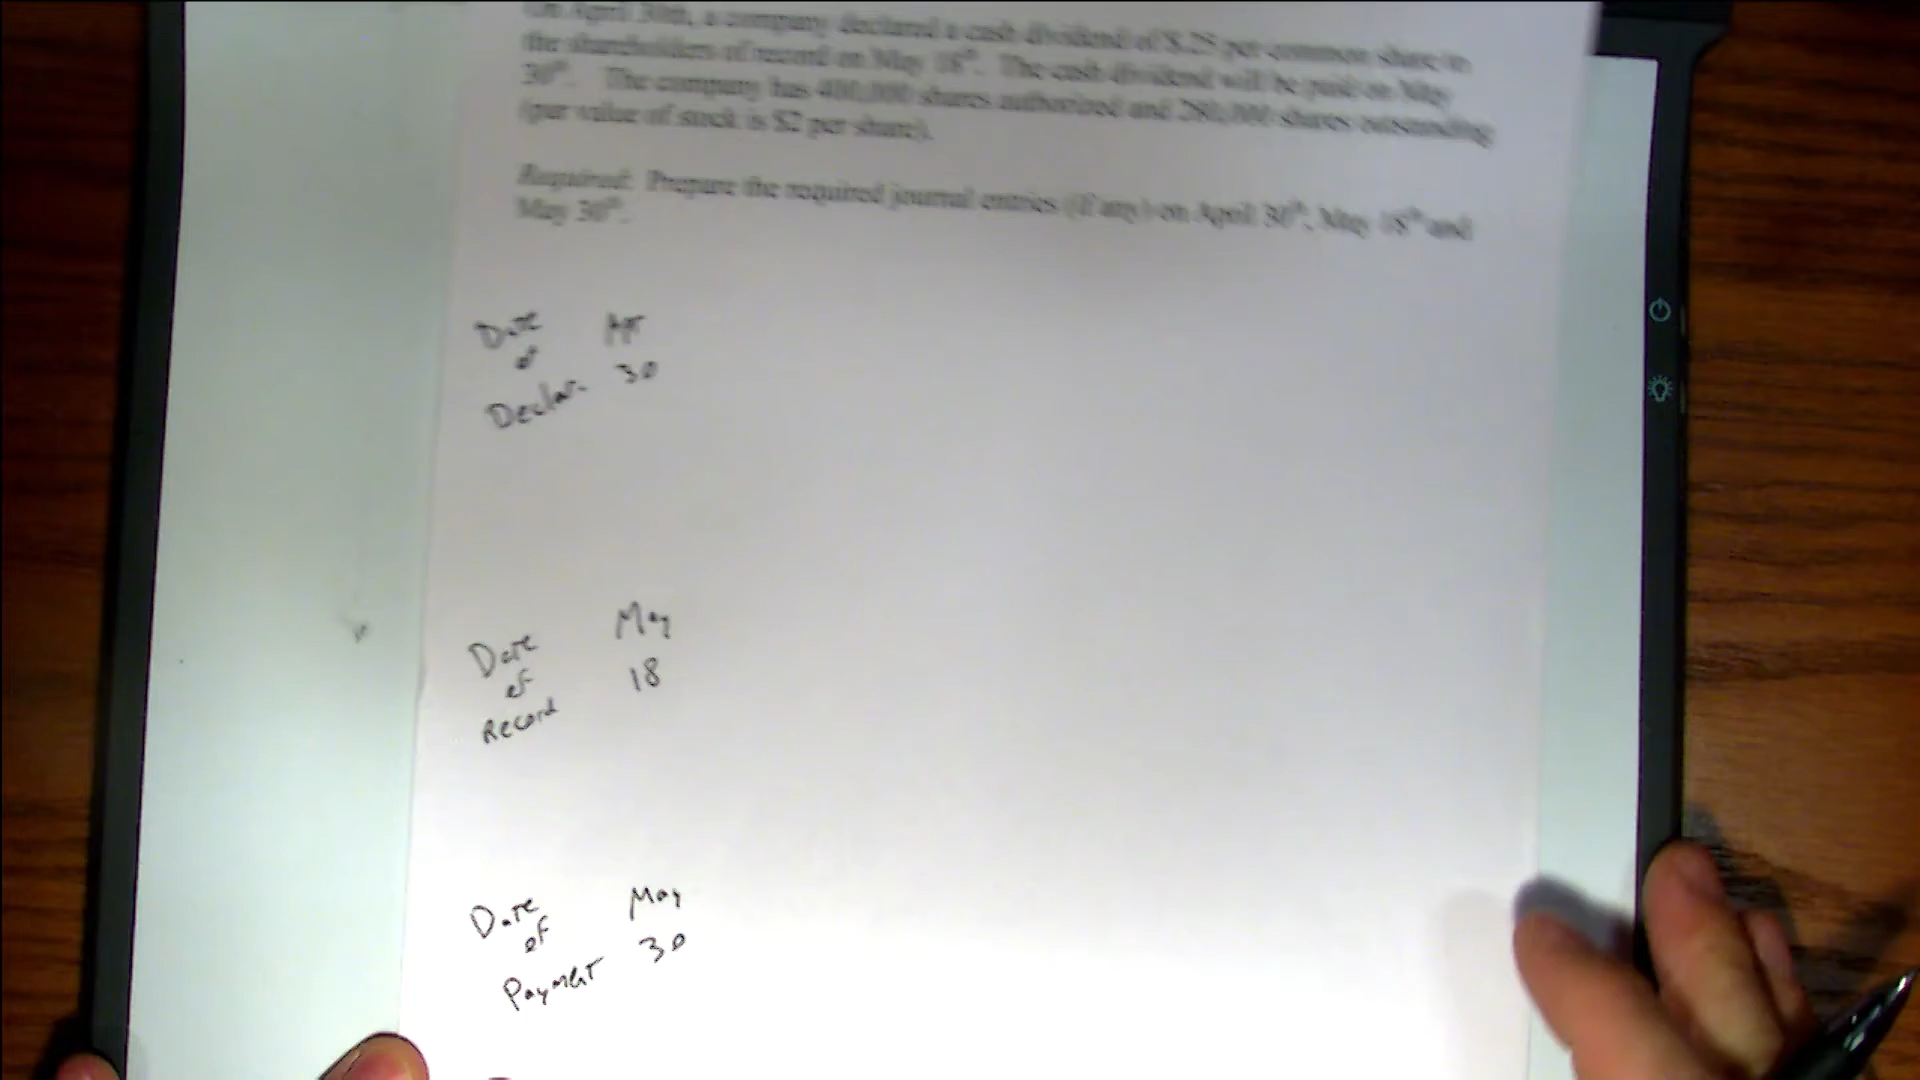 On April 30th, a company declared a cash dividend of $.25 per common share to
the shareholders of record on May 18th. The cash dividend will be paid on May
30th. The company has 400,000 shares authorized and 280,000 shares outstanding
(par value of stock is $2 per share).
Required: Prepare the required journal entries (if any) on April 30th, May 18th and
May 30th.
Date Apr
of
Declar. 30
Date May
of 18
Record
Date May
of 30
Payment